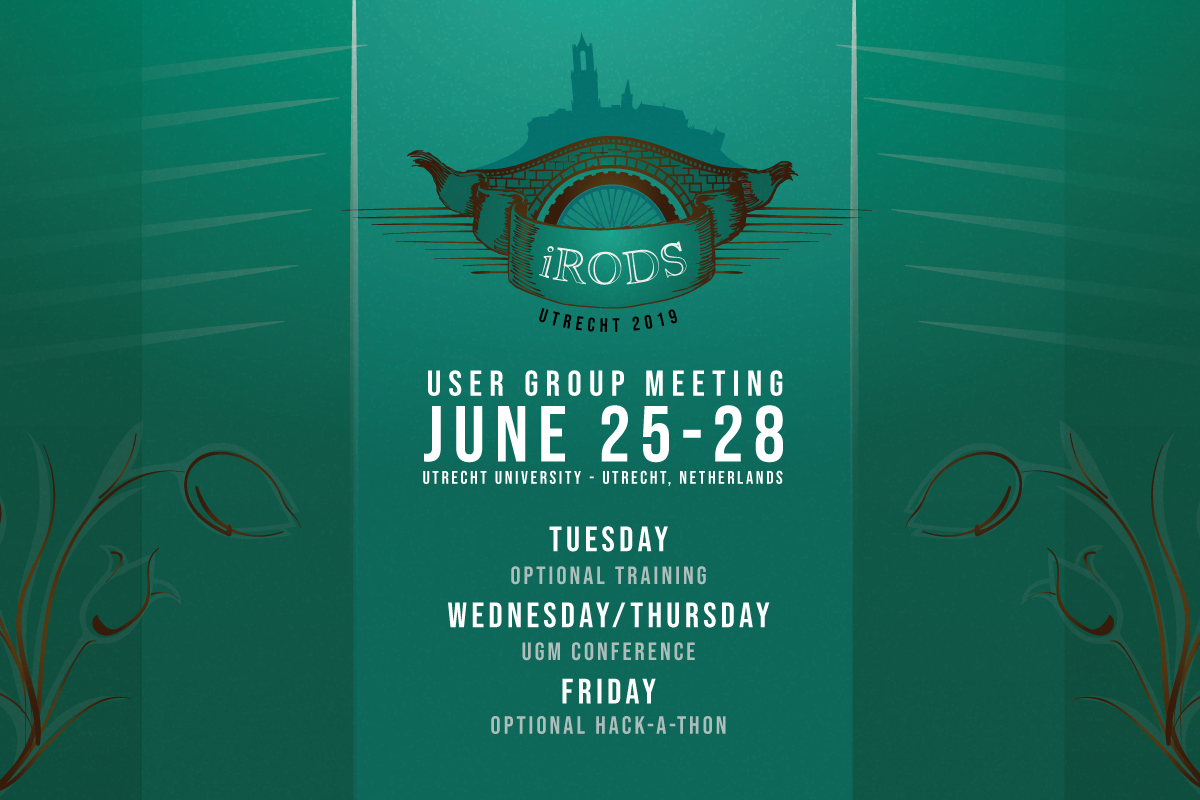 iRODS
UTRECHT 2019
USER GROUP MEETING
JUNE 25-28
UTRECHT UNIVERSITY - UTRECHT, NETHERLANDS
TUESDAY
OPTIONAL TRAINING
WEDNESDAY/THURSDAY
UGM CONFERENCE
FRIDAY
OPTIONAL HACK-A-THON